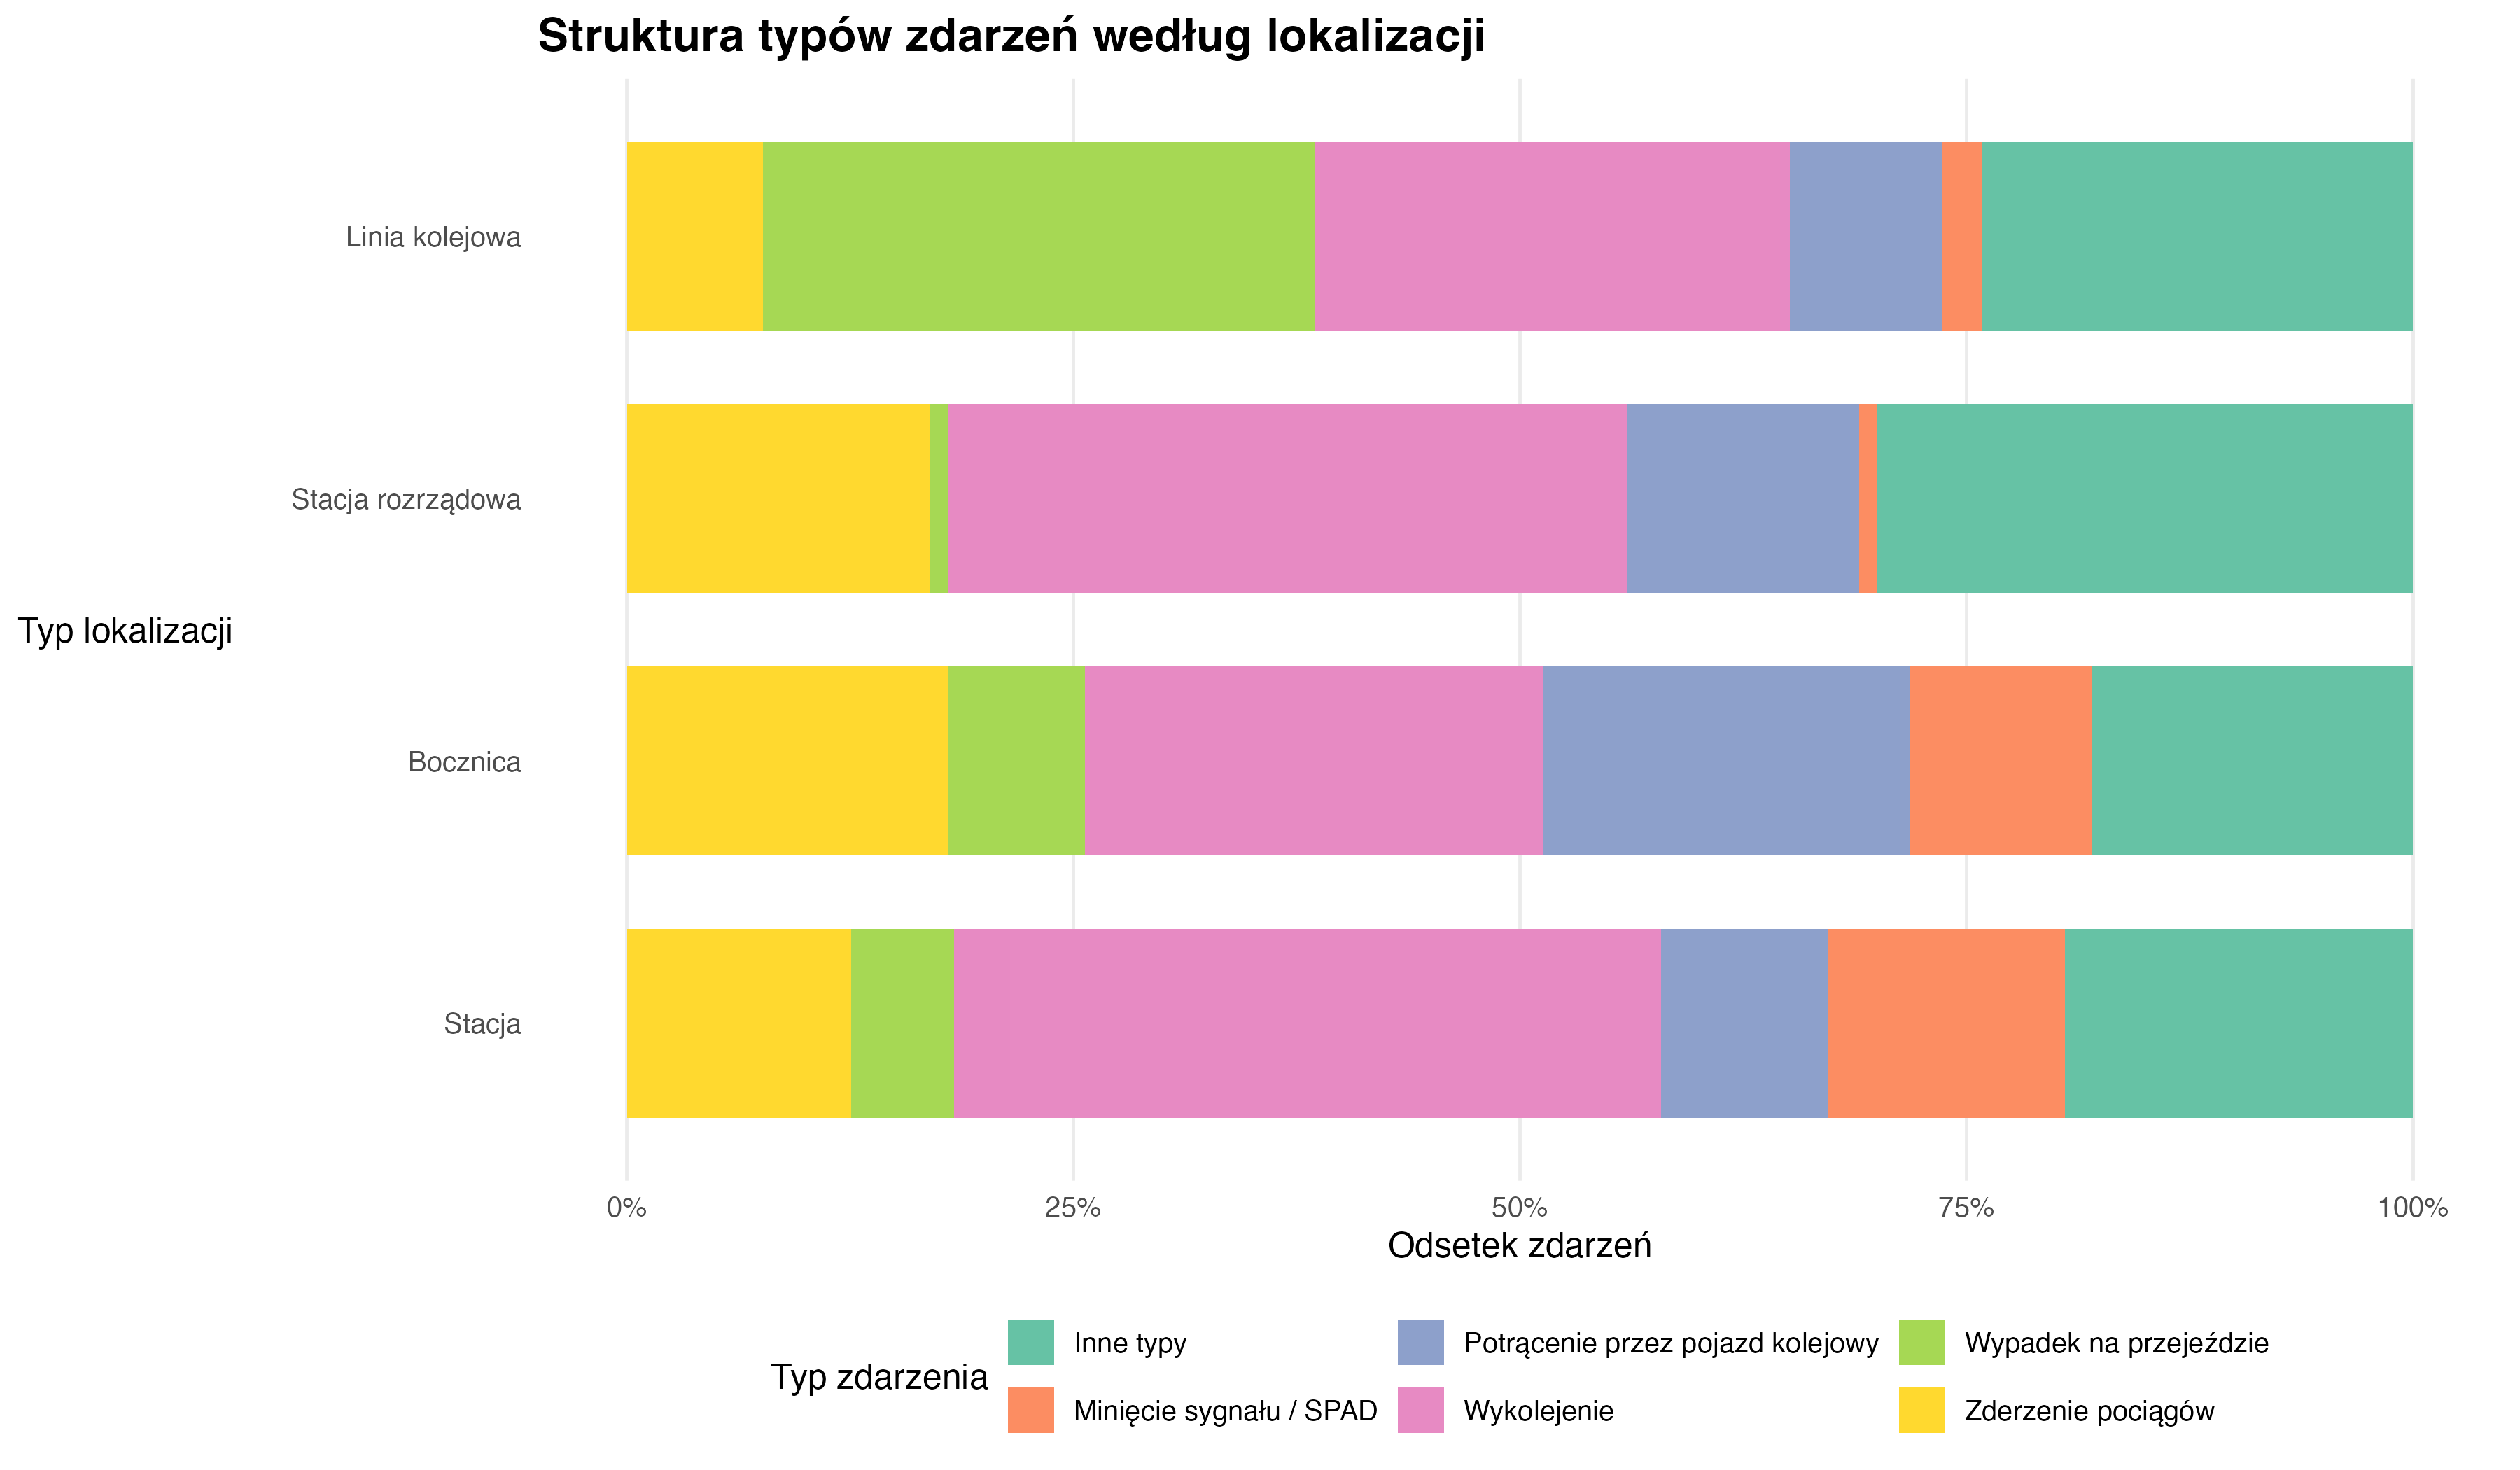 Struktura typów zdarzeń według lokalizacji
Linia kolejowa
Stacja rozrządowa
Typ lokalizacji
Bocznica
Stacja
0% 25% 50% 75% 100%
Odsetek zdarzeń
Typ zdarzenia
Inne typy Potrącenie przez pojazd kolejowy Wypadek na przejeździe
Minięcie sygnału / SPAD Wykolejenie Zderzenie pociągów